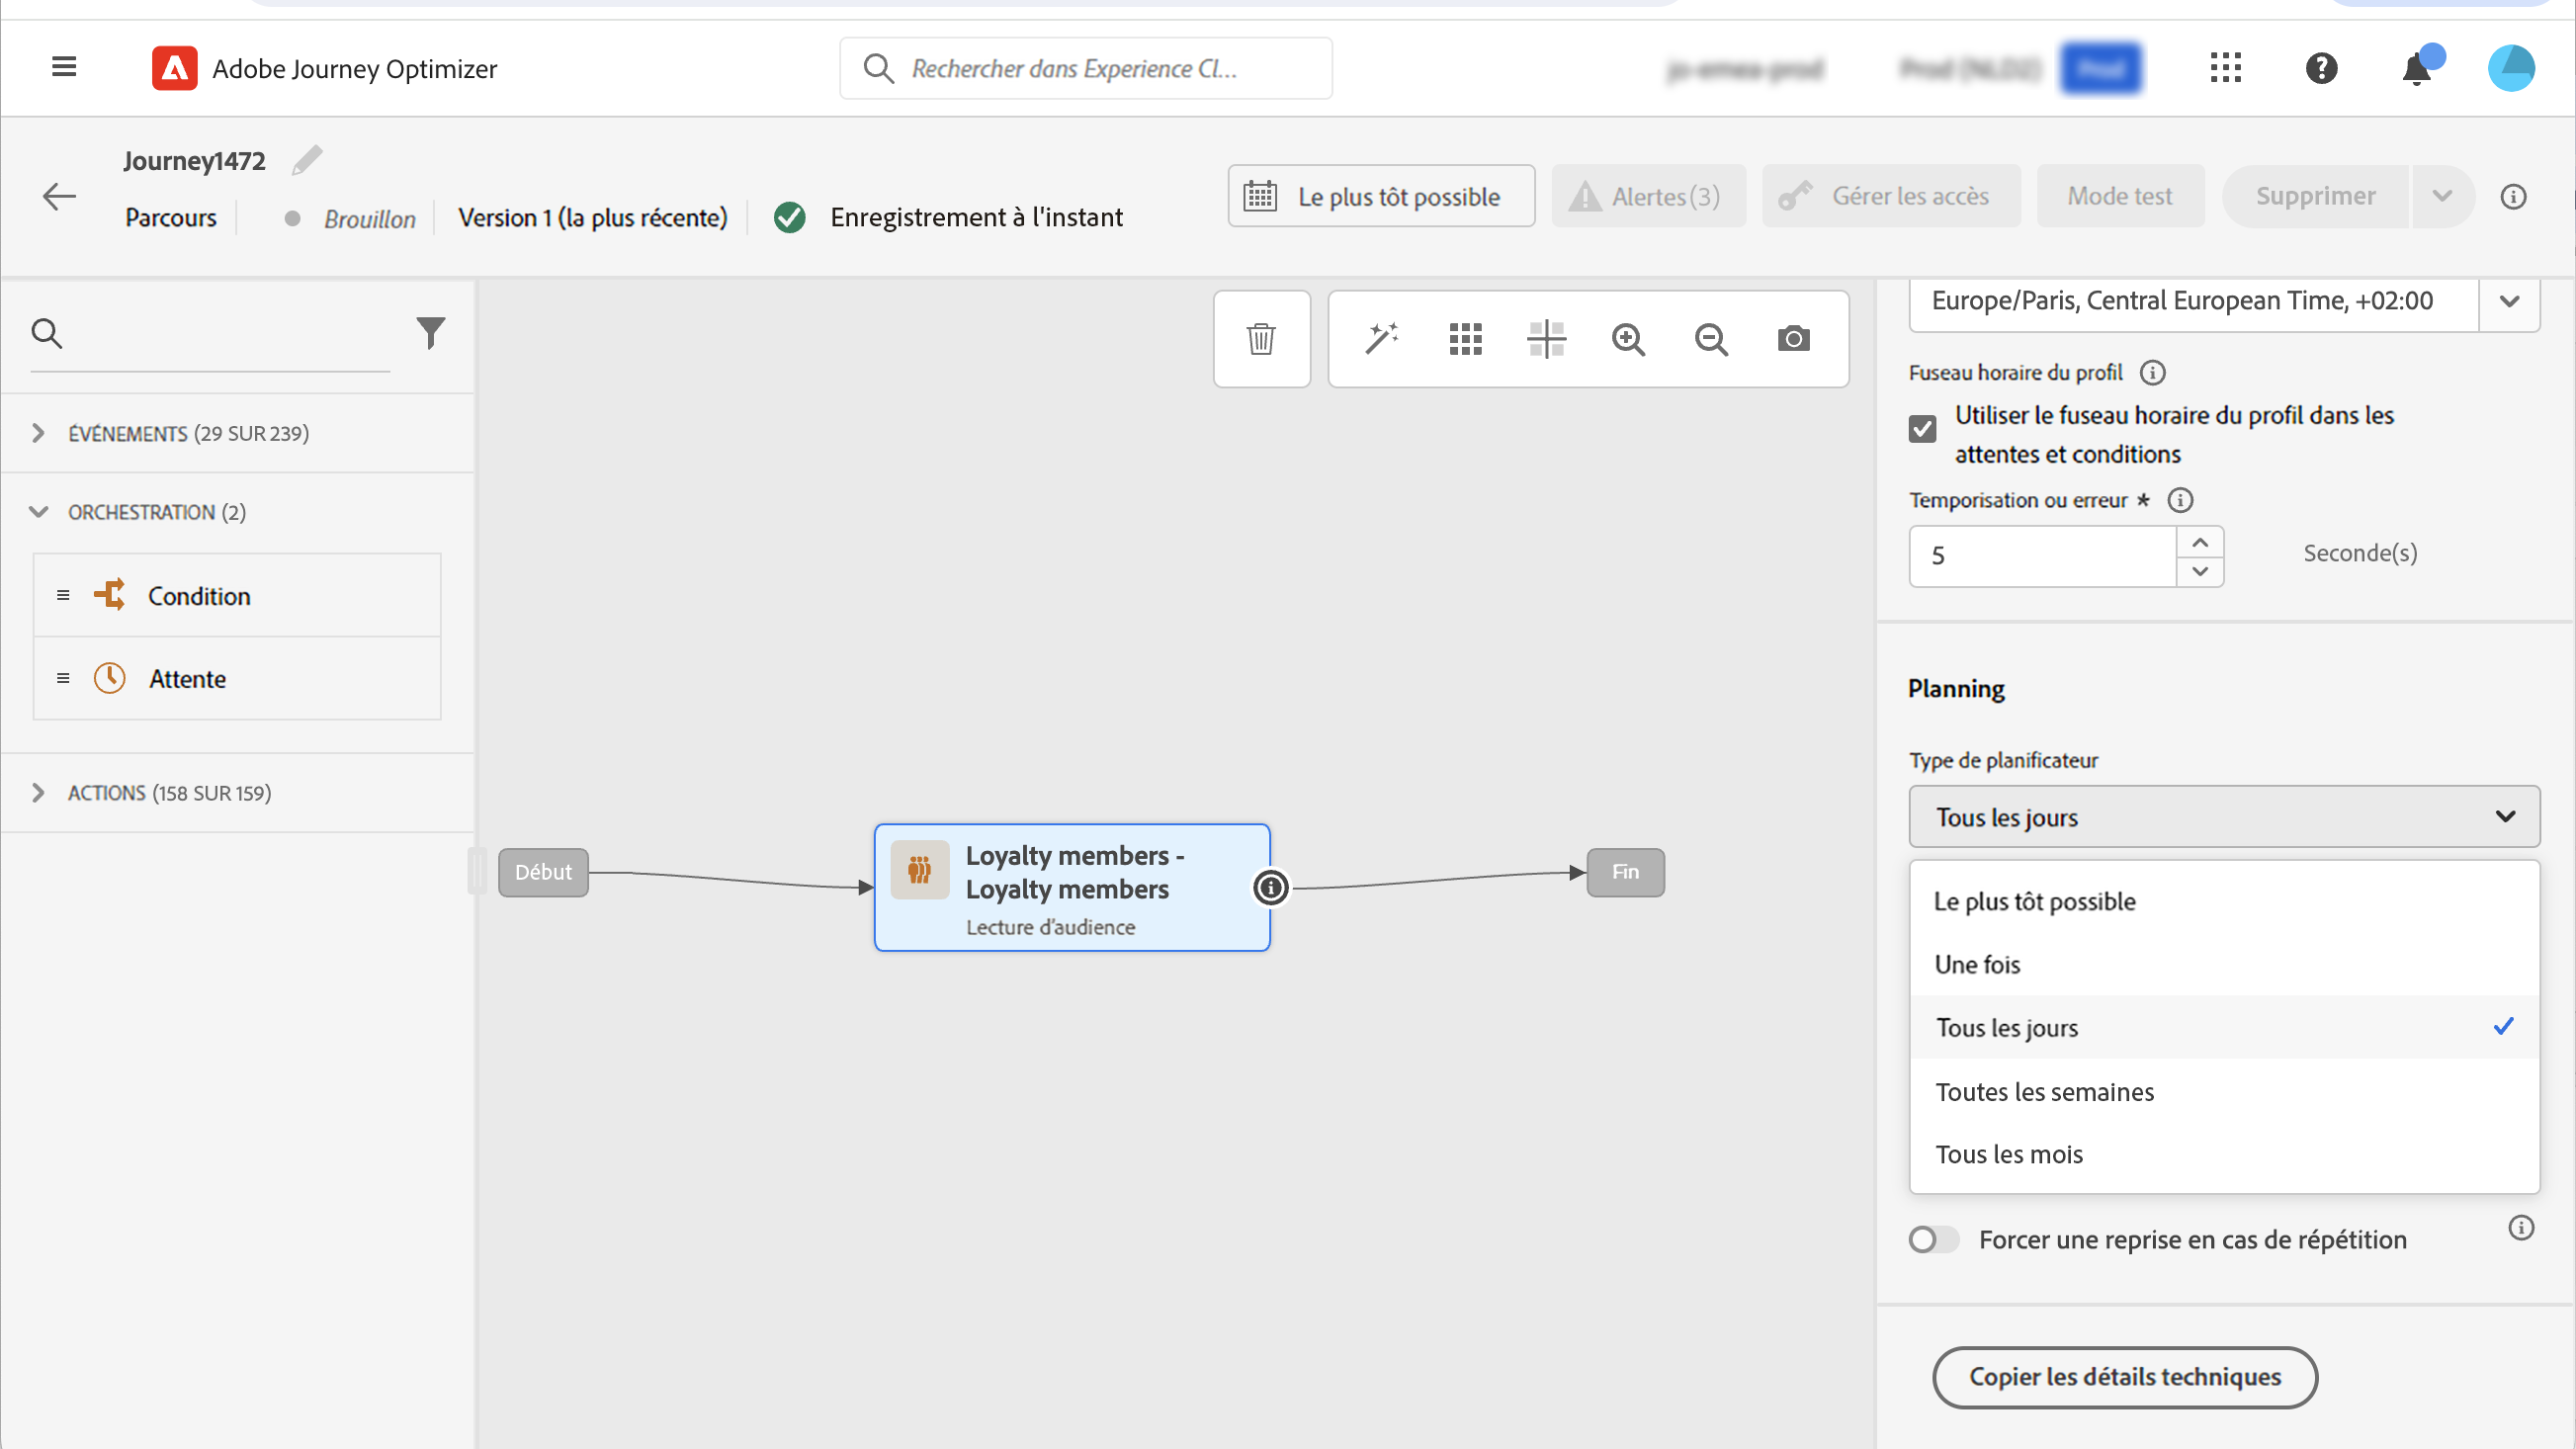 Adobe Journey Optimizer
Rechercher dans Experience Cl...
Journey1472
Parcours
Brouillon
Version 1 (la plus récente)
Enregistrement à l'instant
Le plus tôt possible
Alertes (3)
Gérer les accès
Mode test
Supprimer
ÉVÉNEMENTS (29 SUR 239)
ORCHESTRATION (2)
Condition
Attente
ACTIONS (158 SUR 159)
Début
Loyalty members -
Loyalty members
Lecture d'audience
Fin
Europe/Paris, Central European Time, +02:00
Fuseau horaire du profil
Utiliser le fuseau horaire du profil dans les
attentes et conditions
Temporisation ou erreur *
5
Seconde(s)
Planning
Type de planificateur
Tous les jours
Le plus tôt possible
Une fois
Tous les jours
Toutes les semaines
Tous les mois
Forcer une reprise en cas de répétition
Copier les détails techniques